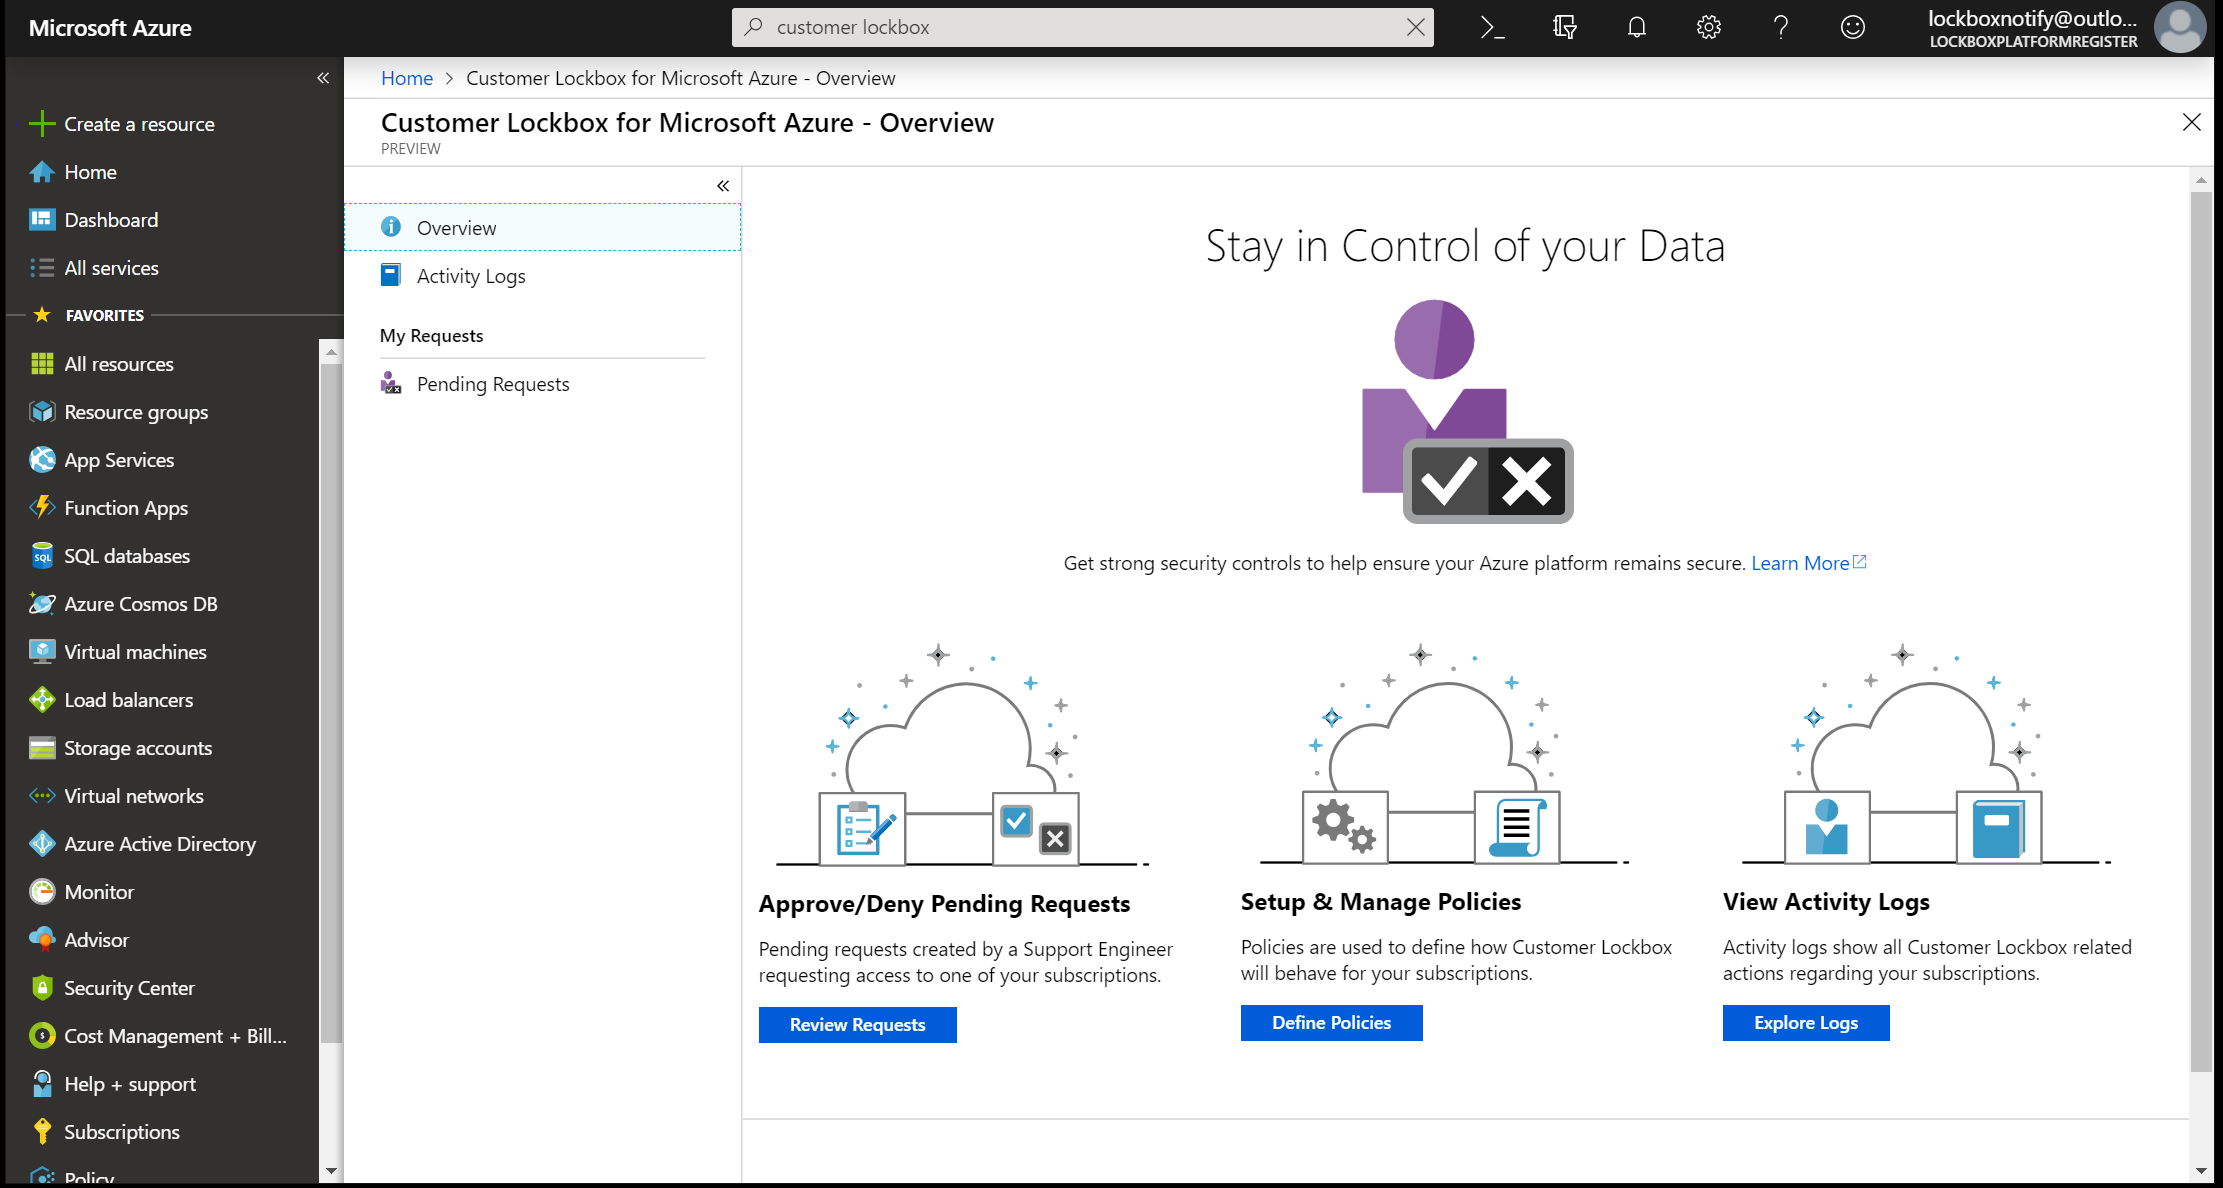 Microsoft Azure
customer lockbox
lockboxnotify@outlo...
LOCKBOXPLATFORMREGISTER
Create a resource
Home
Dashboard
All services
FAVORITES
All resources
Resource groups
App Services
Function Apps
SQL databases
Azure Cosmos DB
Virtual machines
Load balancers
Storage accounts
Virtual networks
Azure Active Directory
Monitor
Advisor
Security Center
Cost Management + Bill...
Help + support
Subscriptions
Policy
Home > Customer Lockbox for Microsoft Azure - Overview
Customer Lockbox for Microsoft Azure - Overview
PREVIEW
Overview
Activity Logs
My Requests
Pending Requests
Stay in Control of your Data
Get strong security controls to help ensure your Azure platform remains secure. Learn More
Approve/Deny Pending Requests
Pending requests created by a Support Engineer
requesting access to one of your subscriptions.
Review Requests
Setup & Manage Policies
Policies are used to define how Customer Lockbox
will behave for your subscriptions.
Define Policies
View Activity Logs
Activity logs show all Customer Lockbox related
actions regarding your subscriptions.
Explore Logs